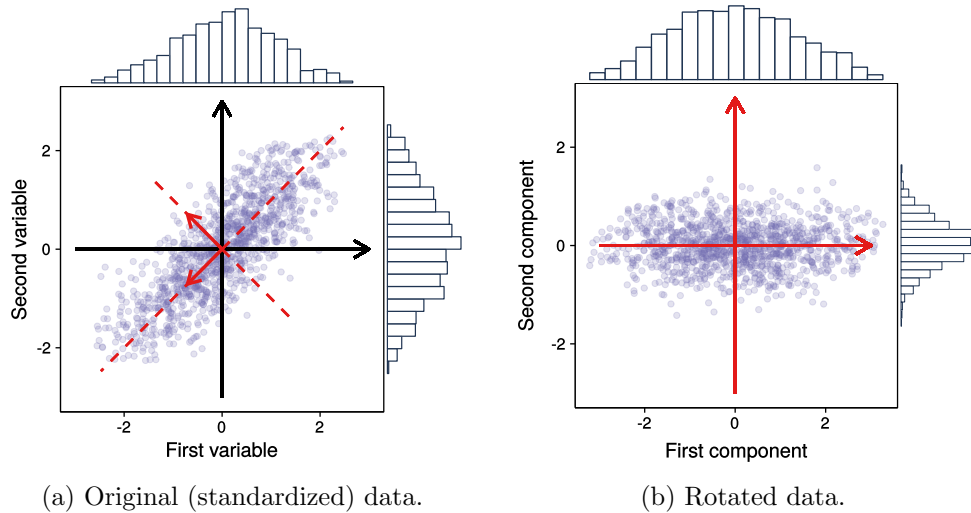 Second variable
2
0
-2
-2
0
2
First variable
(a) Original (standardized) data.
Second component
2
0
-2
-2
0
2
First component
(b) Rotated data.